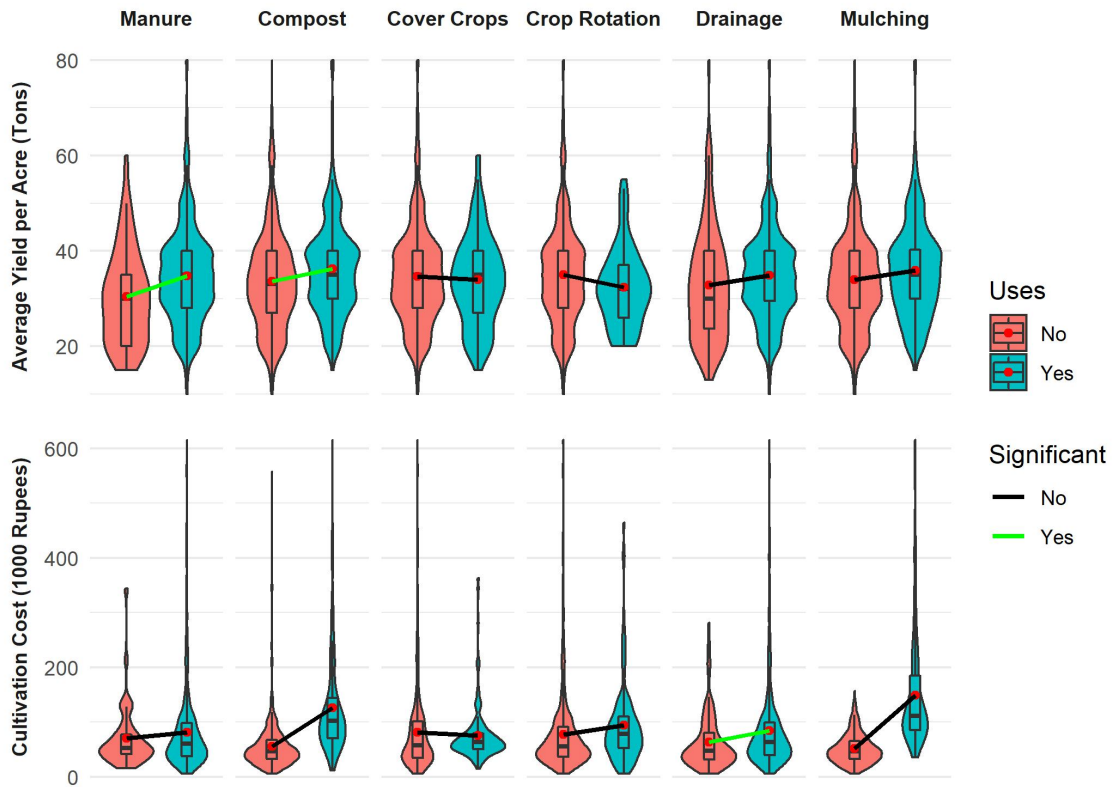 Manure Compost Cover Crops Crop Rotation Drainage Mulching
Average Yield per Acre (Tons)
80
60
40
20
Cultivation Cost (1000 Rupees)
600
400
200
0
Uses
No
Yes
Significant
No
Yes